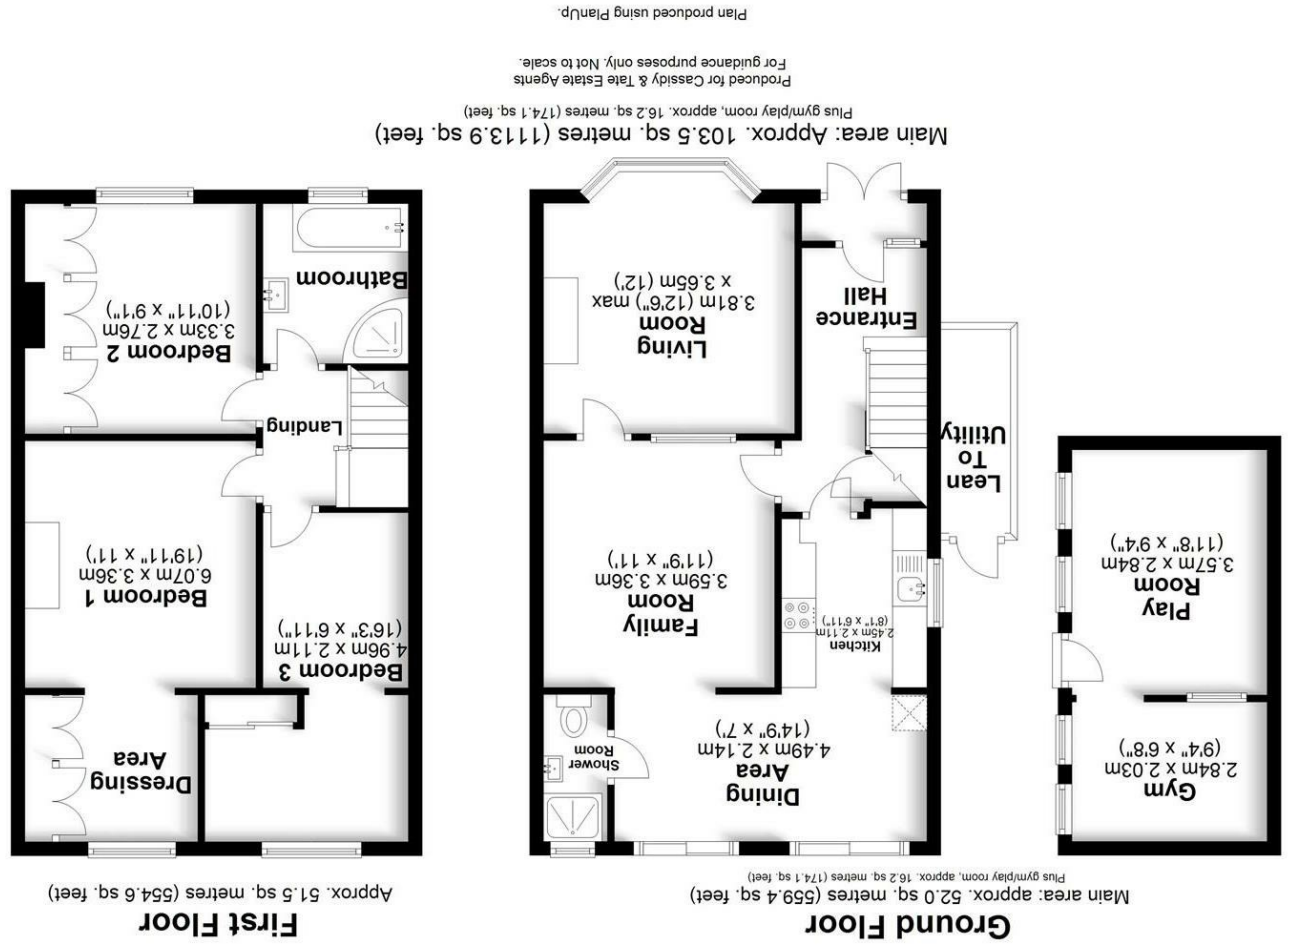 Ground Floor
Main area: approx. 52.0 sq. metres (559.4 sq. feet)
Plus gym/play room, approx. 16.2 sq. metres (174.1 sq. feet)
Gym
2.84m x 2.03m
(9'4" x 6'8")
Play
Room
3.57m x 2.84m
(11'8" x 9'4")
Dining
Area
4.49m x 2.14m
(14'9" x 7')
Shower
Room
Kitchen
2.45m x 2.11m
(8'1" x 6'11")
Family
Room
3.59m x 3.36m
(11'9" x 11')
Lean
To
Utility
Entrance
Hall
Living
Room
3.81m (12'6") max
x 3.65m (12')
First Floor
Approx. 51.5 sq. metres (554.6 sq. feet)
Dressing
Area
Bedroom 3
4.96m x 2.11m
(16'3" x 6'11")
Bedroom 1
6.07m x 3.36m
(19'11" x 11')
Landing
Bedroom 2
3.33m x 2.76m
(10'11" x 9'1")
Bathroom
Main area: Approx. 103.5 sq. metres (1113.9 sq. feet)
Plus gym/play room, approx. 16.2 sq. metres (174.1 sq. feet)
Produced for Cassidy & Tate Estate Agents
For guidance purposes only. Not to scale.
Plan produced using PlanUp.